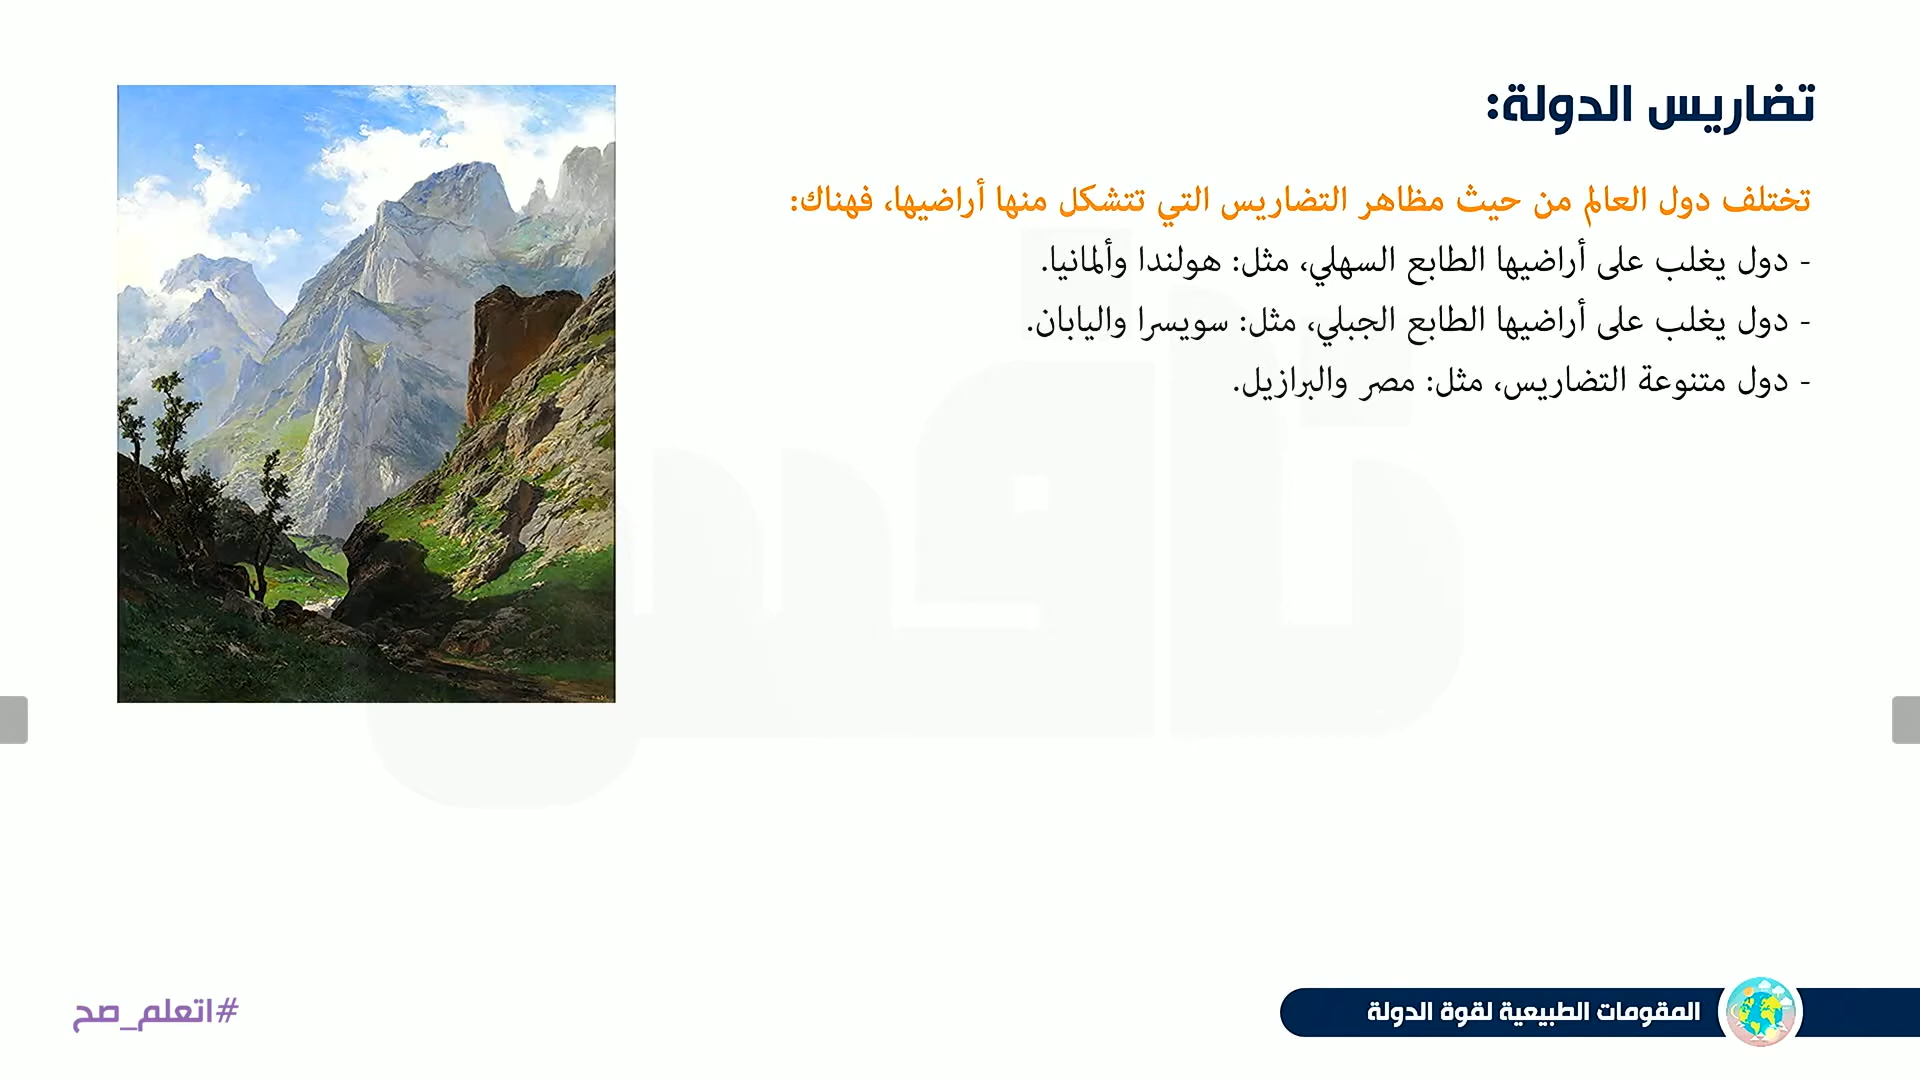 تضاريس الدولة:
تختلف دول العالم من حيث مظاهر التضاريس التي تتشكل منها أراضيها، فهناك:
- دول يغلب على أراضيها الطابع السهلي، مثل: هولندا وألمانيا.
- دول يغلب على أراضيها الطابع الجبلي، مثل: سويسرا واليابان.
- دول متنوعة التضاريس، مثل: مصر والبرازيل.
المقومات الطبيعية لقوة الدولة
#اتعلم_صح